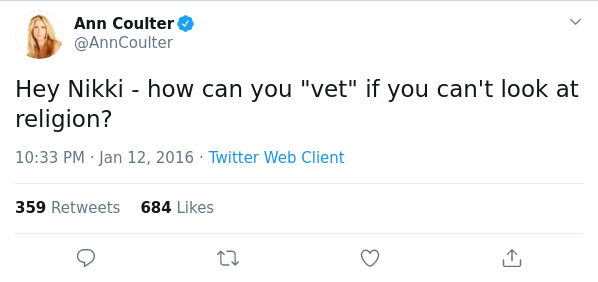 Ann Coulter
@AnnCoulter
Hey Nikki - how can you "vet" if you can't look at
religion?
10:33 PM · Jan 12, 2016 · Twitter Web Client
359 Retweets 684 Likes